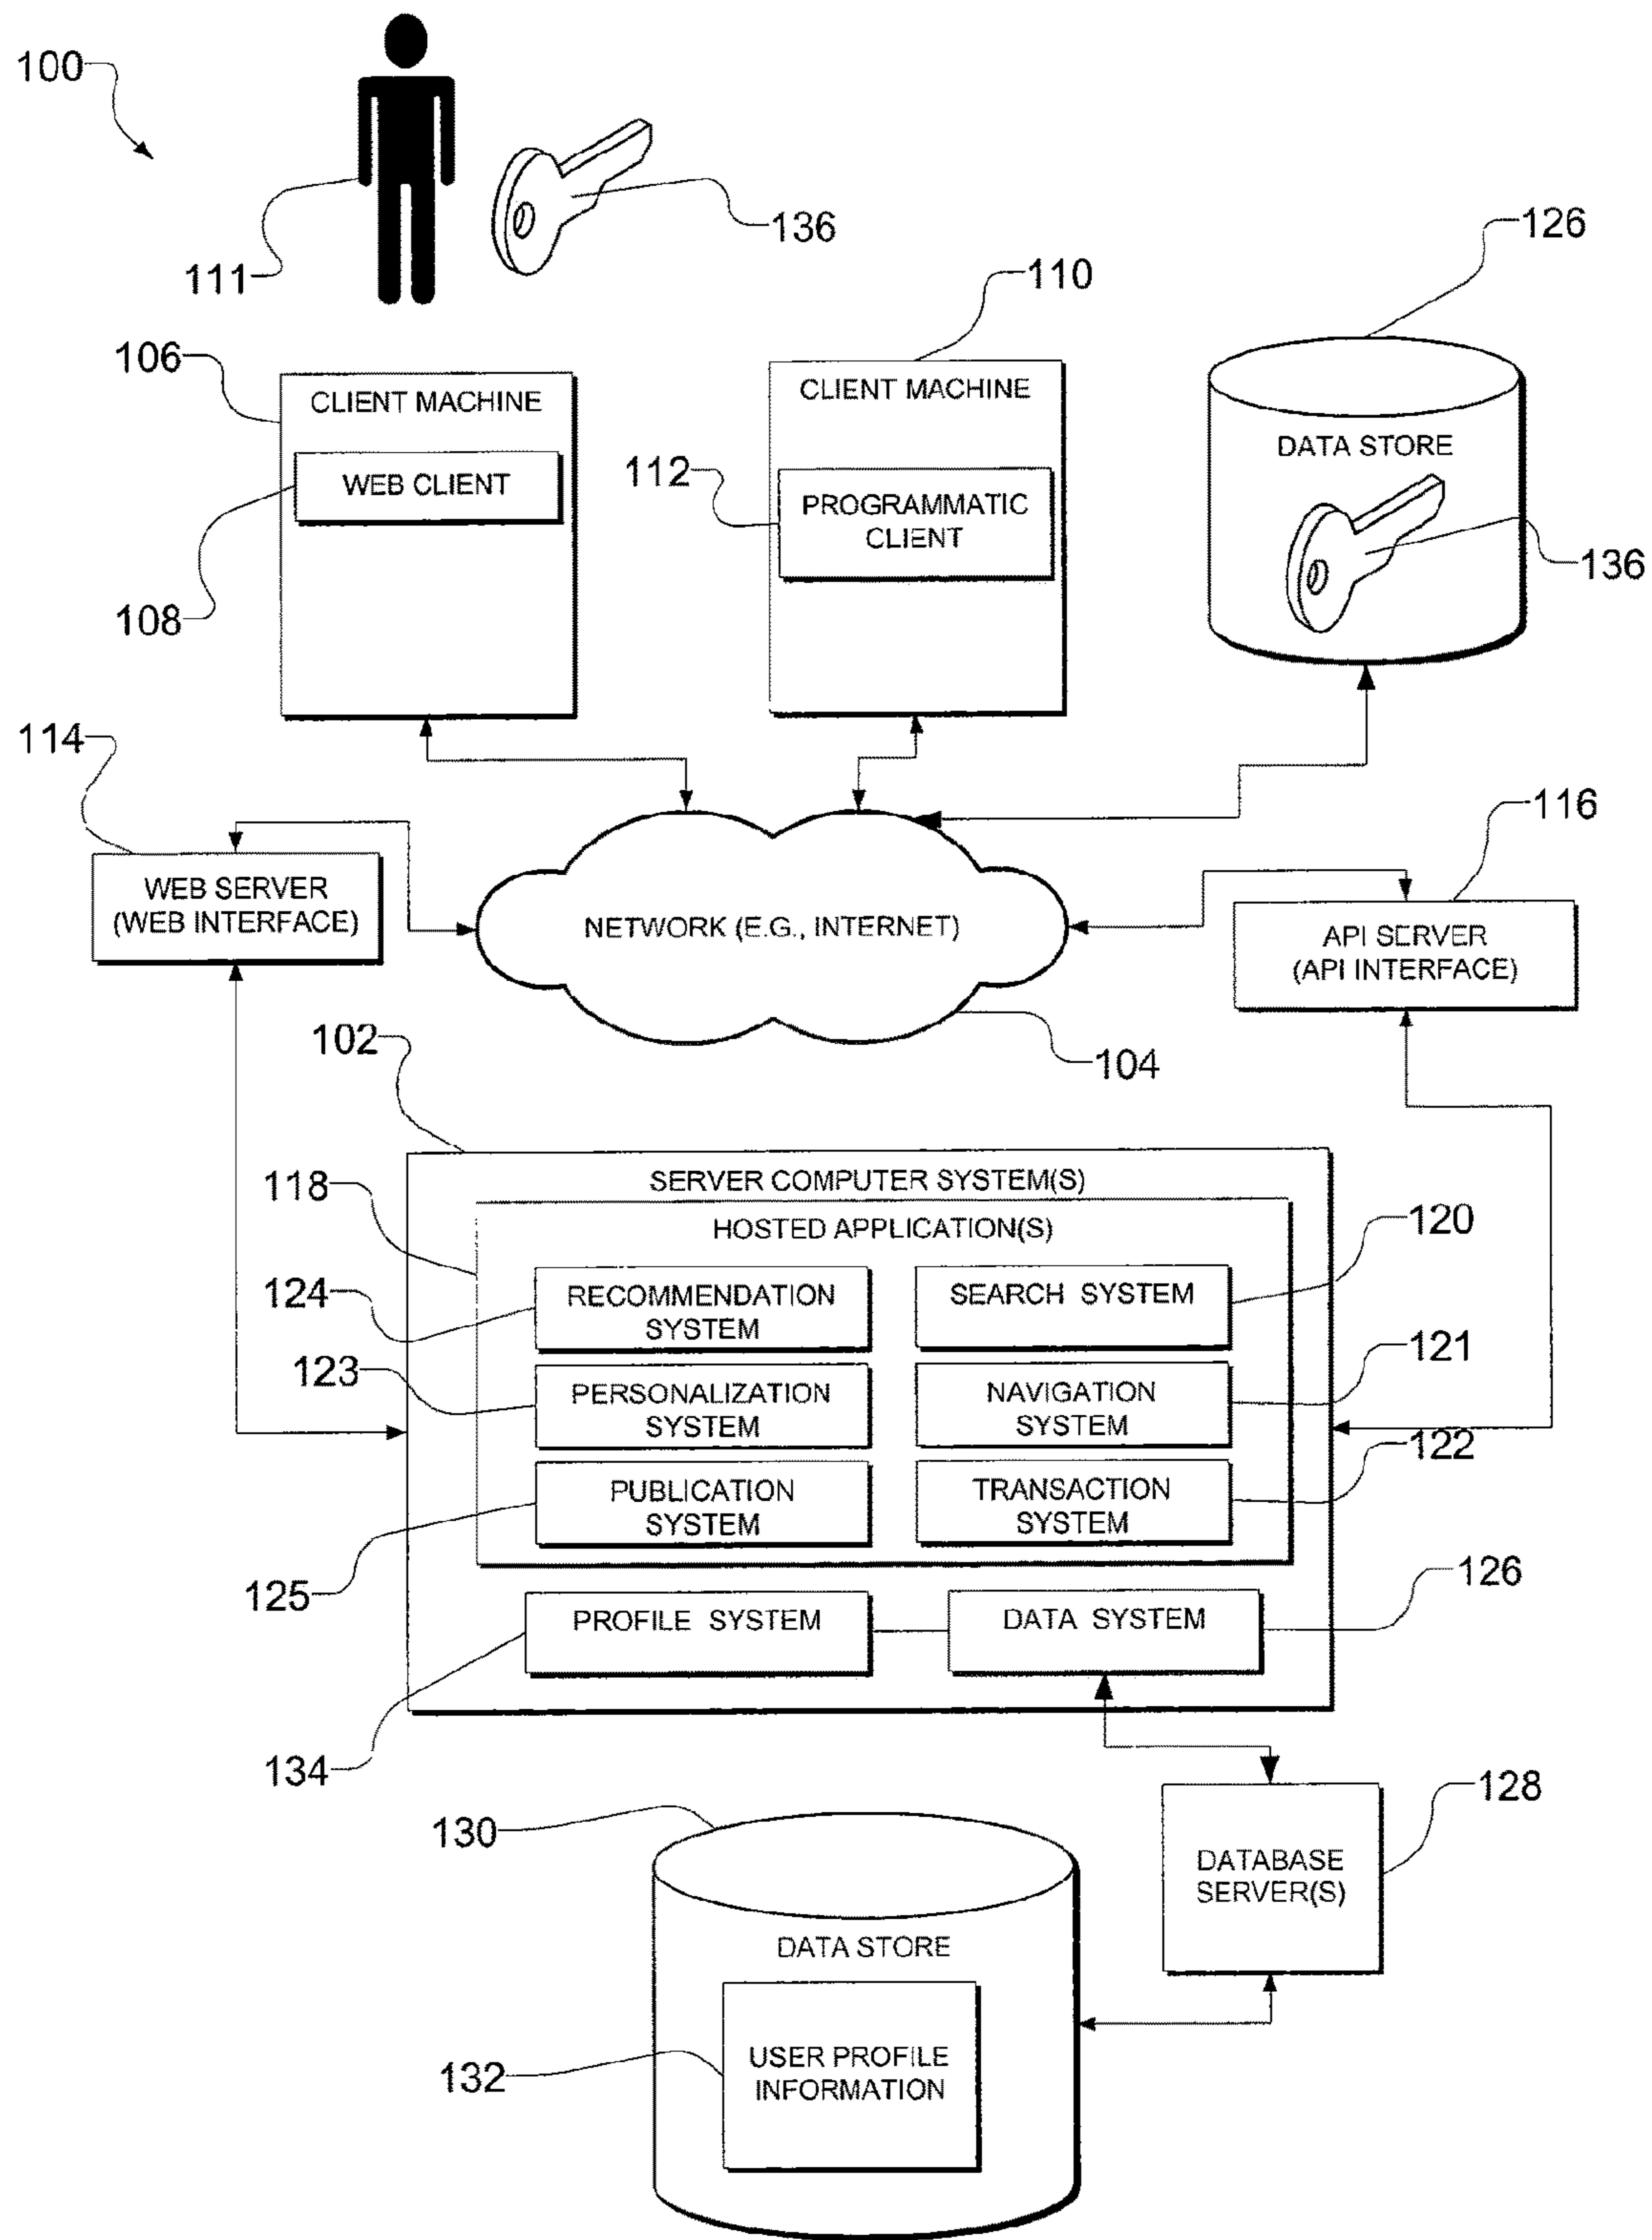 100
136
111
126
110
106
CLIENT MACHINE
WEB CLIENT
108
CLIENT MACHINE
112
PROGRAMMATIC
CLIENT
DATA STORE
136
114
WEB SERVER
(WEB INTERFACE)
NETWORK (E.G., INTERNET)
104
116
API SERVER
(API INTERFACE)
102
SERVER COMPUTER SYSTEM(S)
118
HOSTED APPLICATION(S)
120
124
RECOMMENDATION
SYSTEM
SEARCH SYSTEM
123
PERSONALIZATION
SYSTEM
NAVIGATION
SYSTEM
121
122
PUBLICATION
SYSTEM
TRANSACTION
SYSTEM
125
PROFILE SYSTEM
DATA SYSTEM
126
134
128
DATABASE
SERVER(S)
130
DATA STORE
132
USER PROFILE
INFORMATION